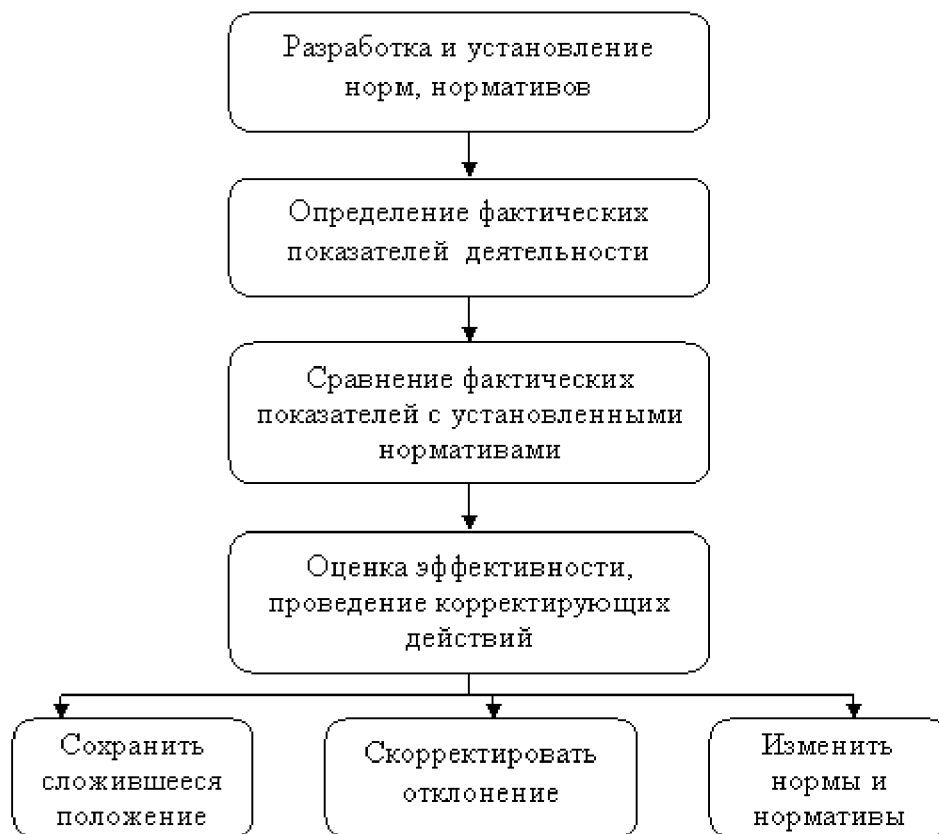 Разработка и установление
норм, нормативов
Определение фактических
показателей деятельности
Сравнение фактических
показателей с установленными
нормативами
Оценка эффективности,
проведение корректирующих
действий
Сохранить
сложившееся
положение
Скорректировать
отклонение
Изменить
нормы и
нормативы